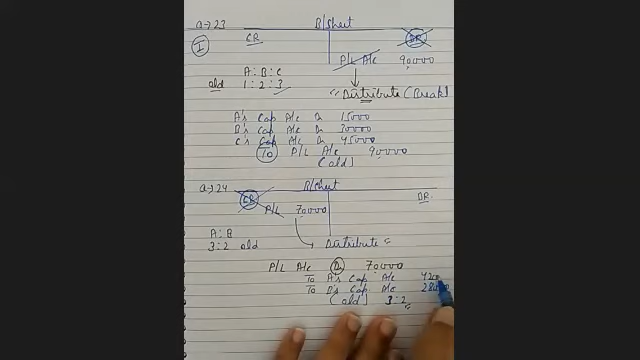 Q→23 B/Sheet
I CR DR
P/L A/c 90000
A:B:C
old 1:2:3
"Distribute (Break)
A's Cap A/c Dr 15000
B's Cap A/c Dr 30000
C's Cap A/c Dr 45000
To P/L A/c 90000
(old)
Q→24 B/Sheet
CR DR
P/L 70000
A:B
3:2 old
Distribute
P/L A/c Dr 70000
To A's Cap A/c
To B's Cap A/c
(old) 3:2